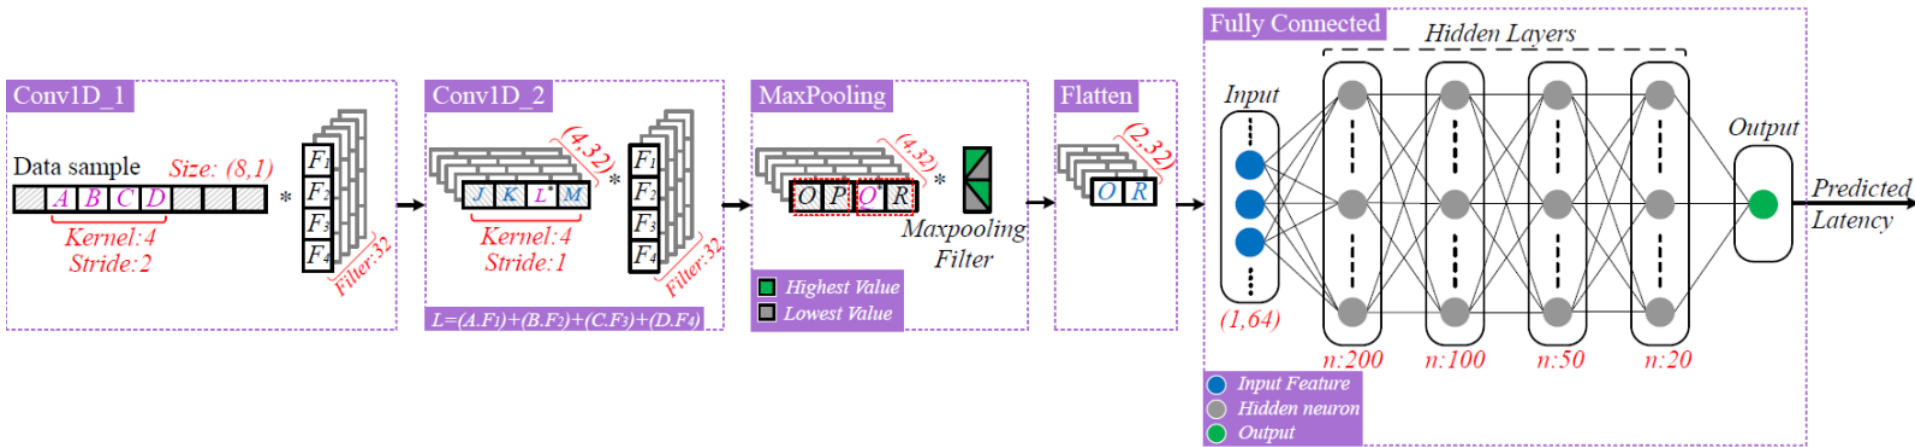 Conv1D_1
Data sample
Size: (8,1)
A B C D
*
Kernel:4
Stride:2
F1
F2
F3
F4
Filter:32
Conv1D_2
(4,32)
J K L* M
*
Kernel:4
Stride:1
F1
F2
F3
F4
Filter:32
L=(A.F1)+(B.F2)+(C.F3)+(D.F4)
MaxPooling
(4,32)
O P Q* R
*
Maxpooling
Filter
Highest Value
Lowest Value
Flatten
(2,32)
O R
Fully Connected
Hidden Layers
Input
(1,64)
n:200
n:100
n:50
n:20
Output
Predicted
Latency
Input Feature
Hidden neuron
Output